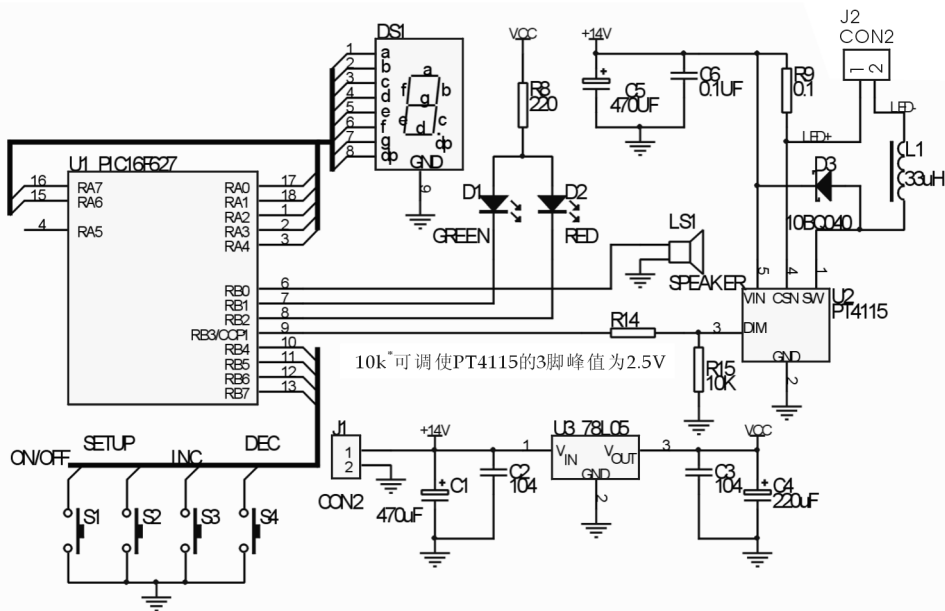 J2
CON2
1 2
DS1
1 a
2 b
3 c
4 d
5 e
6 f
7 g
8 dp
a
f b
g
e c
d dp
GND
9
VCC
R8
220
+14V
C5
470UF
C6
0.1UF
R9
0.1
LED-
LED+
L1
33uH
D3
10BQ040
U1 PIC16F627
16 RA7
15 RA6
4 RA5
RA0 17
RA1 18
RA2 1
RA3 2
RA4 3
RB0 6
RB1 7
RB2 8
RB3/CCP1 9
RB4 10
RB5 11
RB6 12
RB7 13
D1
GREEN
D2
RED
LS1
SPEAKER
5 4 1
VIN CSN SW
U2
PT4115
3 DIM
GND
2
R14
R15
10K
10k*可调使PT4115的3脚峰值为2.5V
ON/OFF SETUP INC DEC
S1 S2 S3 S4
J1
1
2
CON2
+14V
C1
470uF
C2
104
1
U3 78L05
VIN VOUT
GND
2
3
VCC
C3
104
C4
220uF